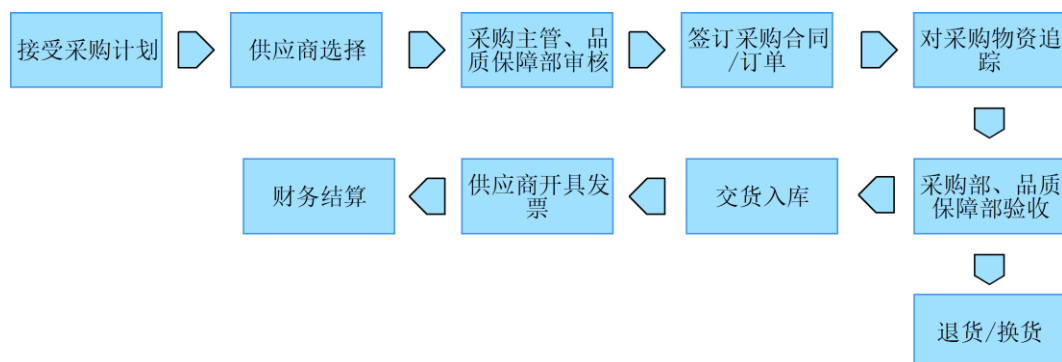 接受采购计划
供应商选择
采购主管、品
质保障部审核
签订采购合同
/订单
对采购物资追
踪
财务结算
供应商开具发
票
交货入库
采购部、品质
保障部验收
退货/换货